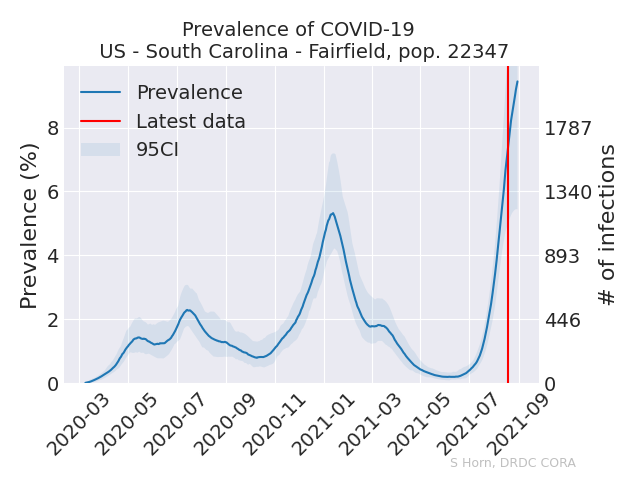 Prevalence of COVID-19
US - South Carolina - Fairfield, pop. 22347
Prevalence
Latest data
95CI
Prevalence (%)
8
6
4
2
0
1787
1340
893
446
0
# of infections
2020-03
2020-05
2020-07
2020-09
2020-11
2021-01
2021-03
2021-05
2021-07
2021-09
S Horn, DRDC CORA